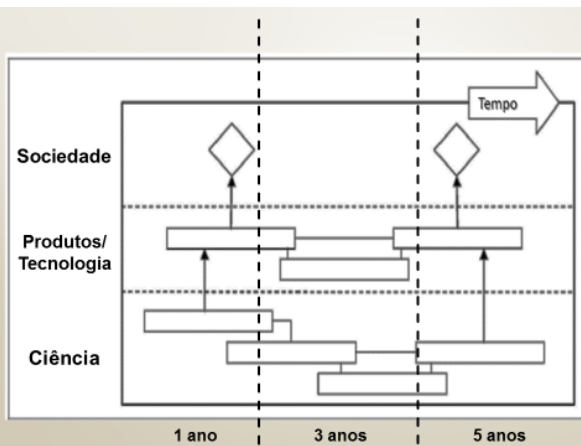 Tempo
Sociedade
Produtos/
Tecnologia
Ciência
1 ano
3 anos
5 anos